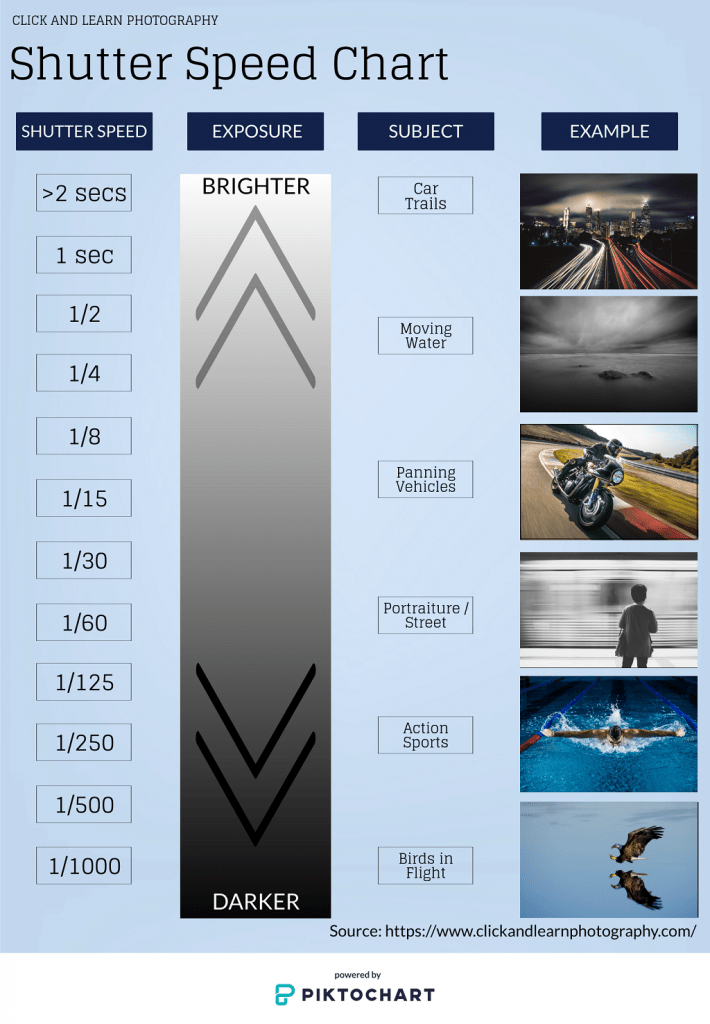 CLICK AND LEARN PHOTOGRAPHY
Shutter Speed Chart
SHUTTER SPEED
EXPOSURE
SUBJECT
EXAMPLE
>2 secs
BRIGHTER
Car
Trails
1 sec
1/2
Moving
Water
1/4
1/8
Panning
Vehicles
1/15
1/30
1/60
Portraiture /
Street
1/125
1/250
Action
Sports
1/500
1/1000
Birds in
Flight
DARKER
Source: https://www.clickandlearnphotography.com/
powered by
PIKTOCHART